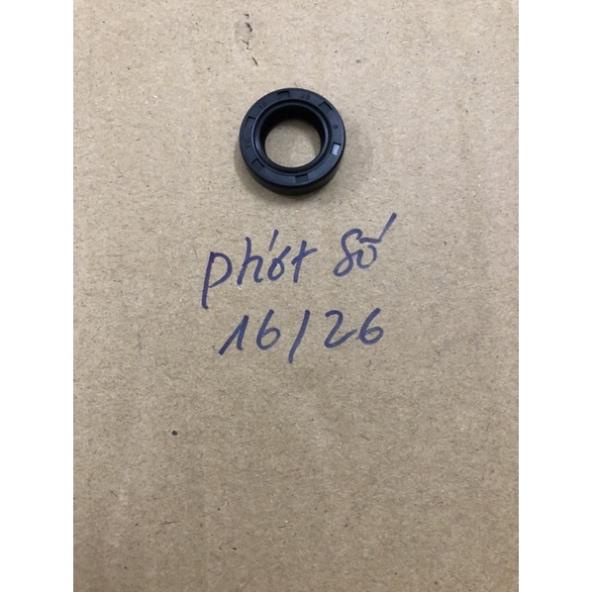 phớt số
16/26